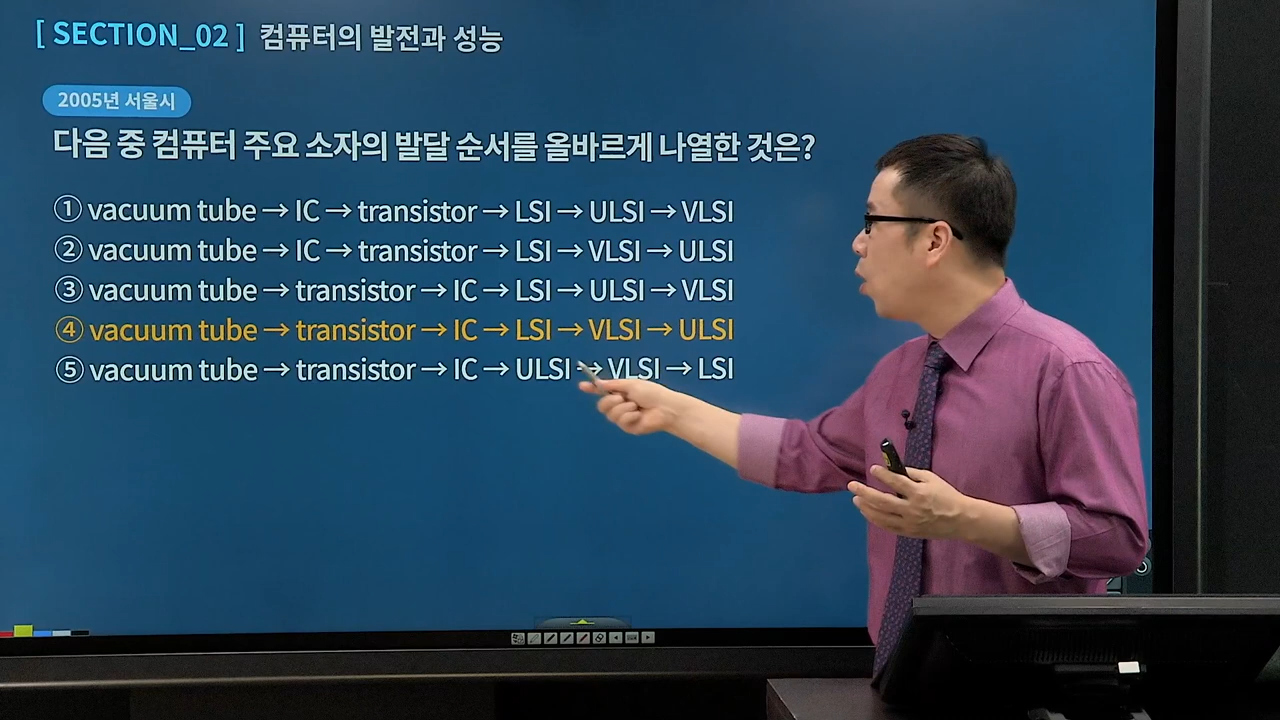 [ SECTION_02 ] 컴퓨터의 발전과 성능
2005년 서울시
다음 중 컴퓨터 주요 소자의 발달 순서를 올바르게 나열한 것은?
① vacuum tube → IC → transistor → LSI → ULSI → VLSI
② vacuum tube → IC → transistor → LSI → VLSI → ULSI
③ vacuum tube → transistor → IC → LSI → ULSI → VLSI
④ vacuum tube → transistor → IC → LSI → VLSI → ULSI
⑤ vacuum tube → transistor → IC → ULSI → VLSI → LSI